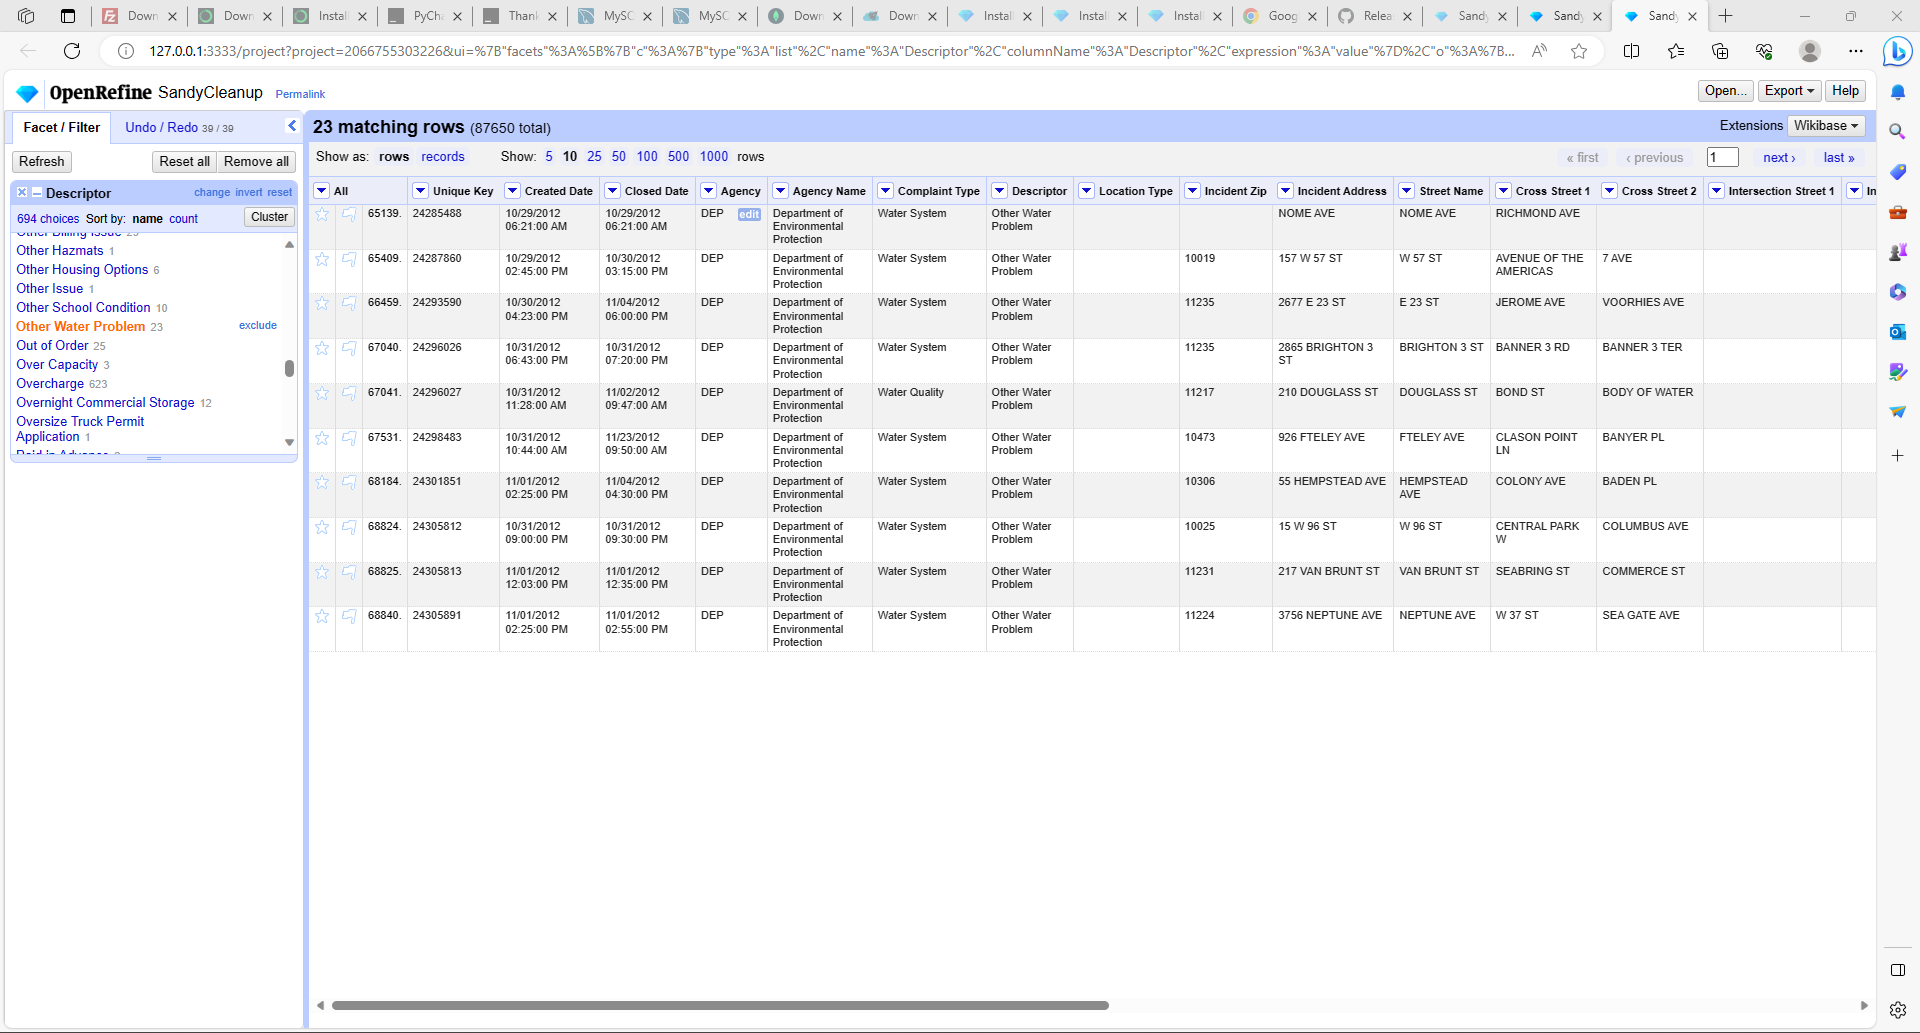 Down
Down
Install
PyCha
Thank
MySC
MySC
Down
Down
Install
Install
Install
Goog
Relea
Sandy
Sandy
Sandy
127.0.0.1:3333/project?project=2066755303226&ui=%7B"facets"%3A%5B%7B"c"%3A%7B"type"%3A"list"%2C"name"%3A"Descriptor"%2C"columnName"%3A"Descriptor"%2C"expression"%3A"value"%7D%2C"o"%3A%7B...
OpenRefine SandyCleanup Permalink
Open... Export Help
Facet / Filter Undo / Redo 39 / 39
23 matching rows (87650 total)
Extensions Wikibase
Refresh Reset all Remove all
Show as: rows records Show: 5 10 25 50 100 500 1000 rows
« first ‹ previous 1 next › last »
Descriptor change invert reset
694 choices Sort by: name count Cluster
Other Billing Issue
Other Hazmats 1
Other Housing Options 6
Other Issue 1
Other School Condition 10
Other Water Problem 23 exclude
Out of Order 25
Over Capacity 3
Overcharge 623
Overnight Commercial Storage 12
Oversize Truck Permit
Application 1
Paid in Advance
All Unique Key Created Date Closed Date Agency Agency Name Complaint Type Descriptor Location Type Incident Zip Incident Address Street Name Cross Street 1 Cross Street 2 Intersection Street 1 In
65139. 24285488 10/29/2012 10/29/2012 DEP edit Department of Water System Other Water NOME AVE NOME AVE RICHMOND AVE
06:21:00 AM 06:21:00 AM Environmental Problem
Protection
65409. 24287860 10/29/2012 10/30/2012 DEP Department of Water System Other Water 10019 157 W 57 ST W 57 ST AVENUE OF THE 7 AVE
02:45:00 PM 03:15:00 PM Environmental Problem AMERICAS
Protection
66459. 24293590 10/30/2012 11/04/2012 DEP Department of Water System Other Water 11235 2677 E 23 ST E 23 ST JEROME AVE VOORHIES AVE
04:23:00 PM 06:00:00 PM Environmental Problem
Protection
67040. 24296026 10/31/2012 10/31/2012 DEP Department of Water System Other Water 11235 2865 BRIGHTON 3 BRIGHTON 3 ST BANNER 3 RD BANNER 3 TER
06:43:00 PM 07:20:00 PM Environmental Problem ST
Protection
67041. 24296027 10/31/2012 11/02/2012 DEP Department of Water Quality Other Water 11217 210 DOUGLASS ST DOUGLASS ST BOND ST BODY OF WATER
11:28:00 AM 09:47:00 AM Environmental Problem
Protection
67531. 24298483 10/31/2012 11/23/2012 DEP Department of Water System Other Water 10473 926 FTELEY AVE FTELEY AVE CLASON POINT BANYER PL
10:44:00 AM 09:50:00 AM Environmental Problem LN
Protection
68184. 24301851 11/01/2012 11/04/2012 DEP Department of Water System Other Water 10306 55 HEMPSTEAD AVE HEMPSTEAD COLONY AVE BADEN PL
02:25:00 PM 04:30:00 PM Environmental Problem AVE
Protection
68824. 24305812 10/31/2012 10/31/2012 DEP Department of Water System Other Water 10025 15 W 96 ST W 96 ST CENTRAL PARK COLUMBUS AVE
09:00:00 PM 09:30:00 PM Environmental Problem W
Protection
68825. 24305813 11/01/2012 11/01/2012 DEP Department of Water System Other Water 11231 217 VAN BRUNT ST VAN BRUNT ST SEABRING ST COMMERCE ST
12:03:00 PM 12:35:00 PM Environmental Problem
Protection
68840. 24305891 11/01/2012 11/01/2012 DEP Department of Water System Other Water 11224 3756 NEPTUNE AVE NEPTUNE AVE W 37 ST SEA GATE AVE
02:25:00 PM 02:55:00 PM Environmental Problem
Protection